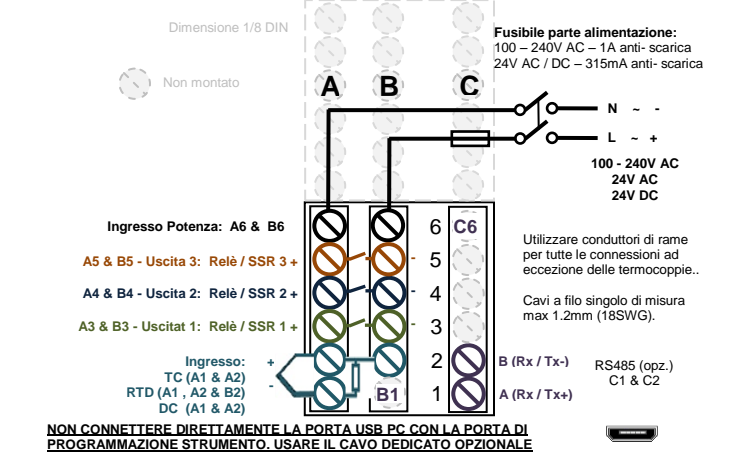 Dimensione 1/8 DIN
Non montato
A B C
Fusibile parte alimentazione:
100 – 240V AC – 1A anti- scarica
24V AC / DC – 315mA anti- scarica
N ~ -
L ~ +
100 - 240V AC
24V AC
24V DC
Ingresso Potenza: A6 & B6
6 C6
A5 & B5 - Uscita 3: Relè / SSR 3 +
- 5
A4 & B4 - Uscita 2: Relè / SSR 2 +
- 4
A3 & B3 - Uscitat 1: Relè / SSR 1 +
- 3
Utilizzare conduttori di rame
per tutte le connessioni ad
eccezione delle termocoppie..
Cavi a filo singolo di misura
max 1.2mm (18SWG).
Ingresso: +
TC (A1 & A2)
RTD (A1 , A2 & B2) -
DC (A1 & A2)
2
B1 1
B (Rx / Tx-)
A (Rx / Tx+)
RS485 (opz.)
C1 & C2
NON CONNETTERE DIRETTAMENTE LA PORTA USB PC CON LA PORTA DI
PROGRAMMAZIONE STRUMENTO. USARE IL CAVO DEDICATO OPZIONALE